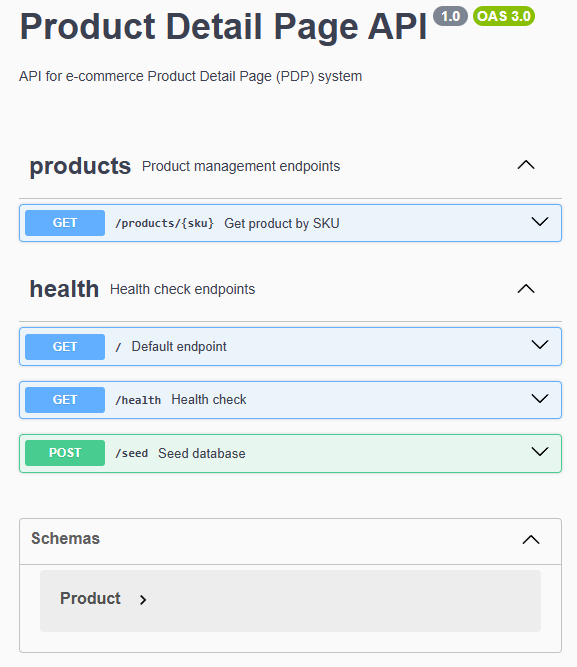 Product Detail Page API 1.0 OAS 3.0
API for e-commerce Product Detail Page (PDP) system
products Product management endpoints
GET /products/{sku} Get product by SKU
health Health check endpoints
GET / Default endpoint
GET /health Health check
POST /seed Seed database
Schemas
Product